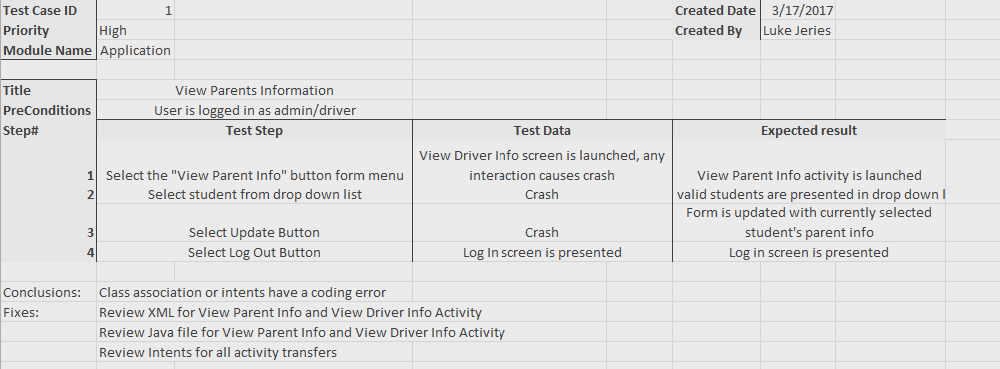 Test Case ID 1 Created Date 3/17/2017
Priority High Created By Luke Jeries
Module Name Application
Title View Parents Information
PreConditions User is logged in as admin/driver
Step# Test Step Test Data Expected result
1 Select the "View Parent Info" button form menu View Driver Info screen is launched, any
interaction causes crash View Parent Info activity is launched
2 Select student from drop down list Crash valid students are presented in drop down l
3 Select Update Button Crash Form is updated with currently selected
student's parent info
4 Select Log Out Button Log In screen is presented Log in screen is presented
Conclusions: Class association or intents have a coding error
Fixes: Review XML for View Parent Info and View Driver Info Activity
Review Java file for View Parent Info and View Driver Info Activity
Review Intents for all activity transfers